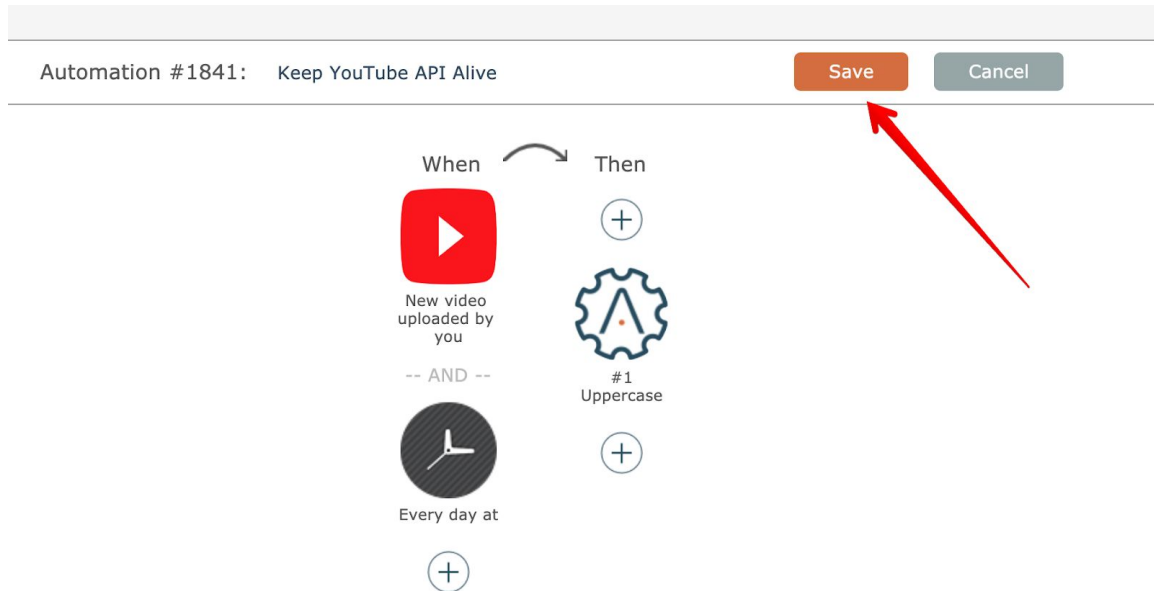 Automation #1841: Keep YouTube API Alive Save Cancel
When Then
New video
uploaded by
you
-- AND --
#1
Uppercase
Every day at